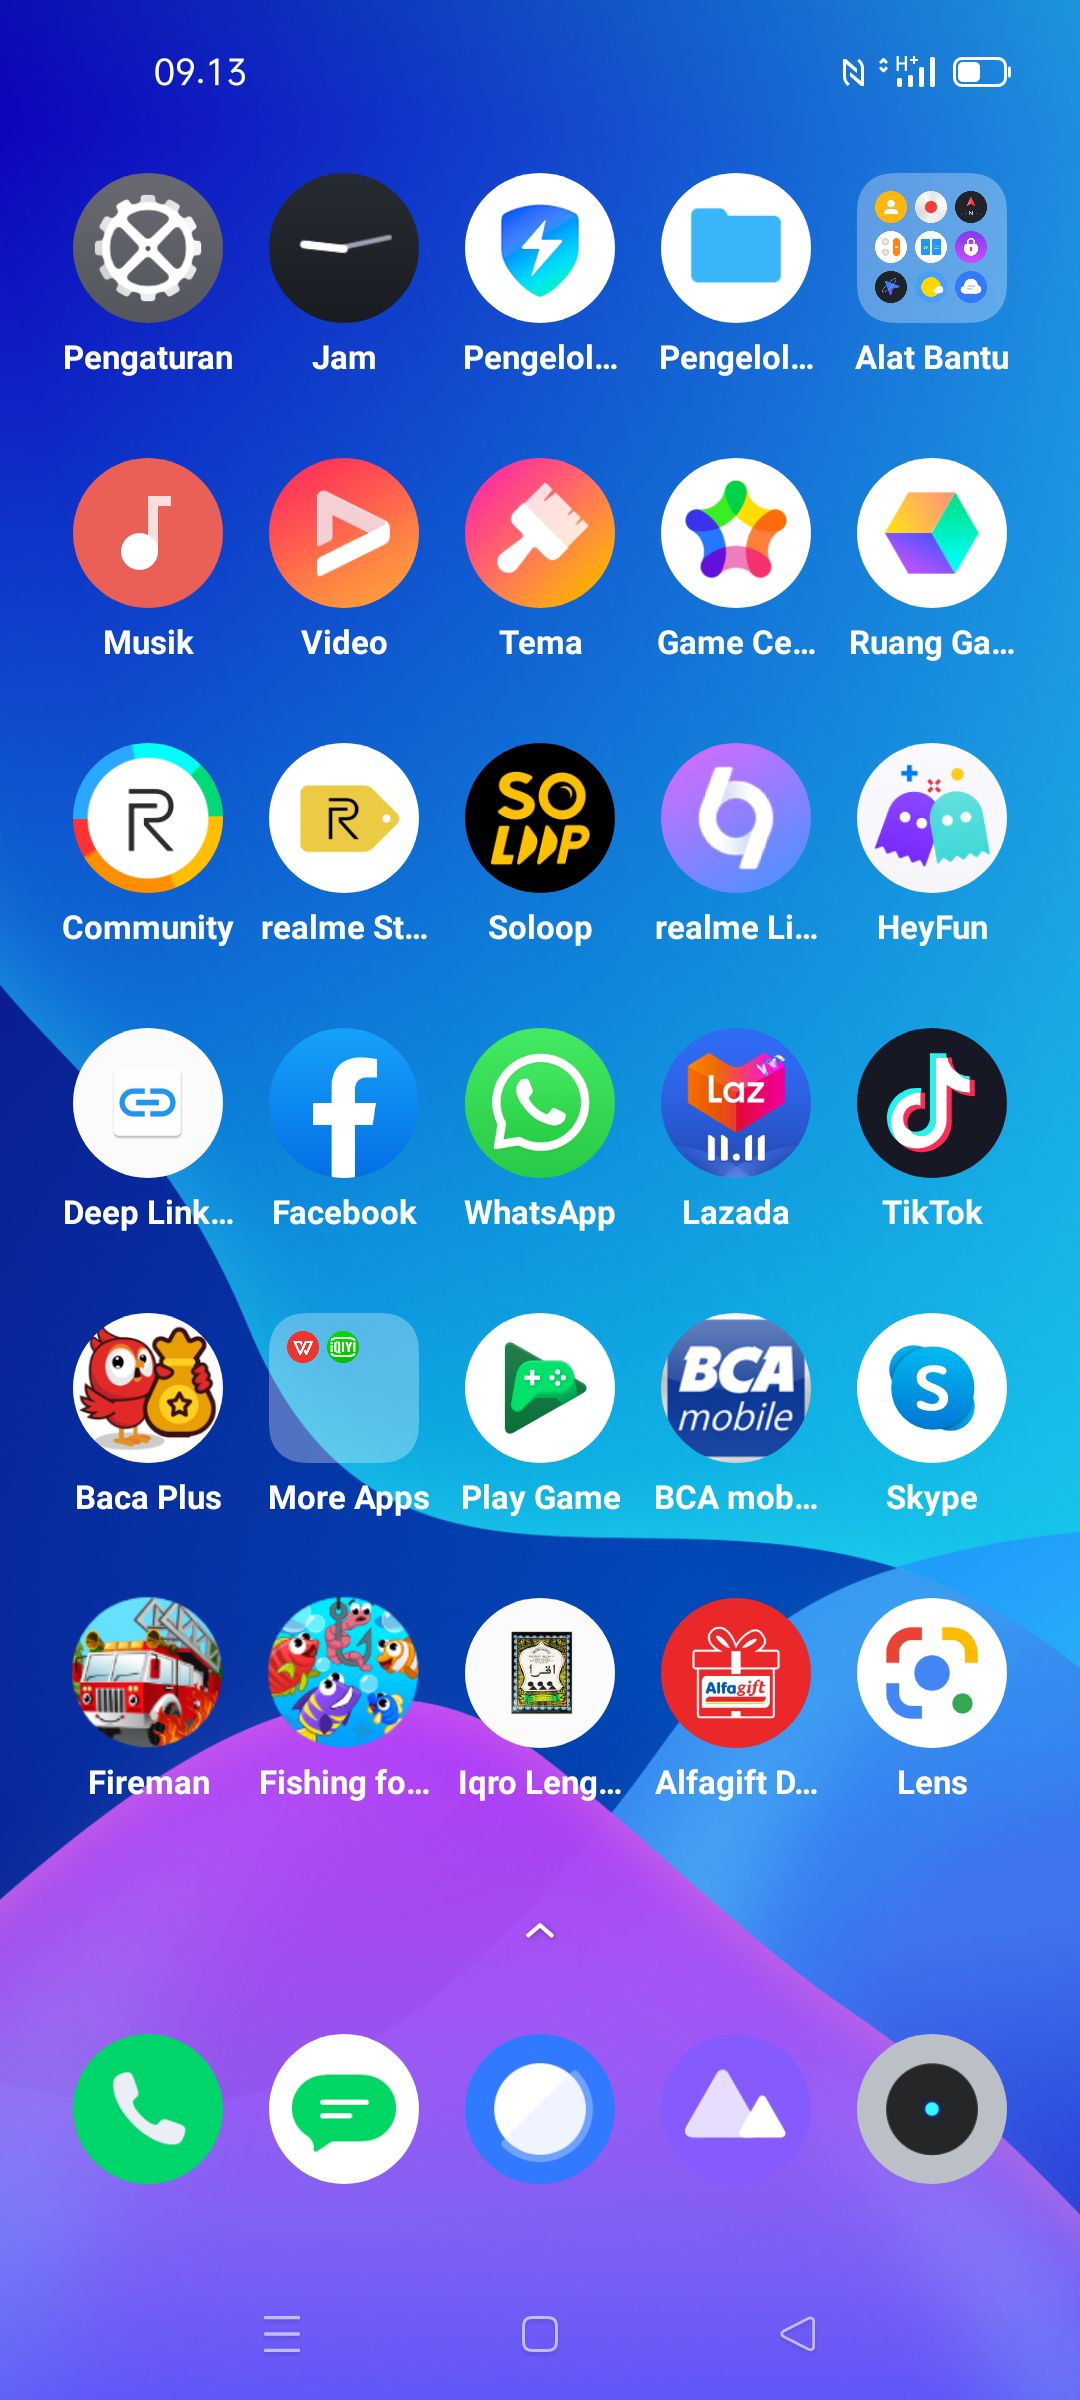 09.13
H+
Pengaturan
Jam
Pengelol...
Pengelol...
Alat Bantu
Musik
Video
Tema
Game Ce...
Ruang Ga...
R
R
SO
LOOP
Community
realme St...
Soloop
realme Li...
HeyFun
Laz
11.11
Deep Link...
Facebook
WhatsApp
Lazada
TikTok
W
iQIYI
BCA
mobile
S
Baca Plus
More Apps
Play Game
BCA mob...
Skype
اقرأ
Alfagift
Fireman
Fishing fo...
Iqro Leng...
Alfagift D...
Lens